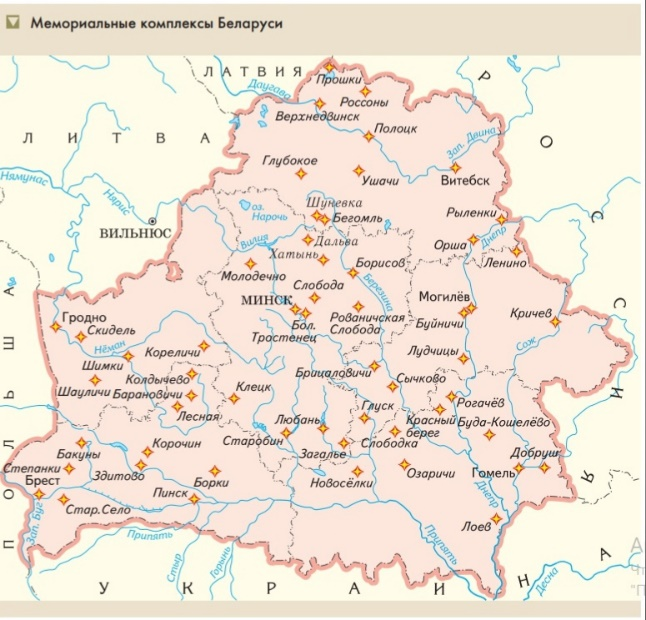 Мемориальные комплексы Беларуси
ЛАТВИЯ
Прошки
Даугава
Россоны
Верхнедвинск
Р
О
С
С
И
Я
ЛИТВА
Полоцк
Зап. Двина
Глубокое
Ушачи
Витебск
Нямунас
Нярис
ВИЛЬНЮС
оз.
Нарочь
Шуневка
Бегомль
Рыленки
Вилия
Дальва
Хатынь
Орша
Днепр
Ленино
Молодечно
Борисов
Березина
Слобода
МИНСК
Могилёв
Буйничи
Кричев
Гродно
Скидель
Бол.
Тростенец
Рованичская
Слобода
Неман
Кореличи
Лудчицы
Сож
Шимки
Колдычево
Брицаловичи
Шауличи
Барановичи
Клецк
Сычково
Лесная
Рогачёв
Глуск
Любань
Красный
берег
Буда-Кошелёво
Старобин
Слободка
Загалье
Бакуны
Корочин
Добруш
Степанки
Здитово
Борки
Новосёлки
Озаричи
Гомель
Брест
Пинск
Днепр
Стар.Село
Лоев
Зап. Буг
Припять
Стыр
Горынь
Припять
Десна
ПОЛЬША
УКРАИНА